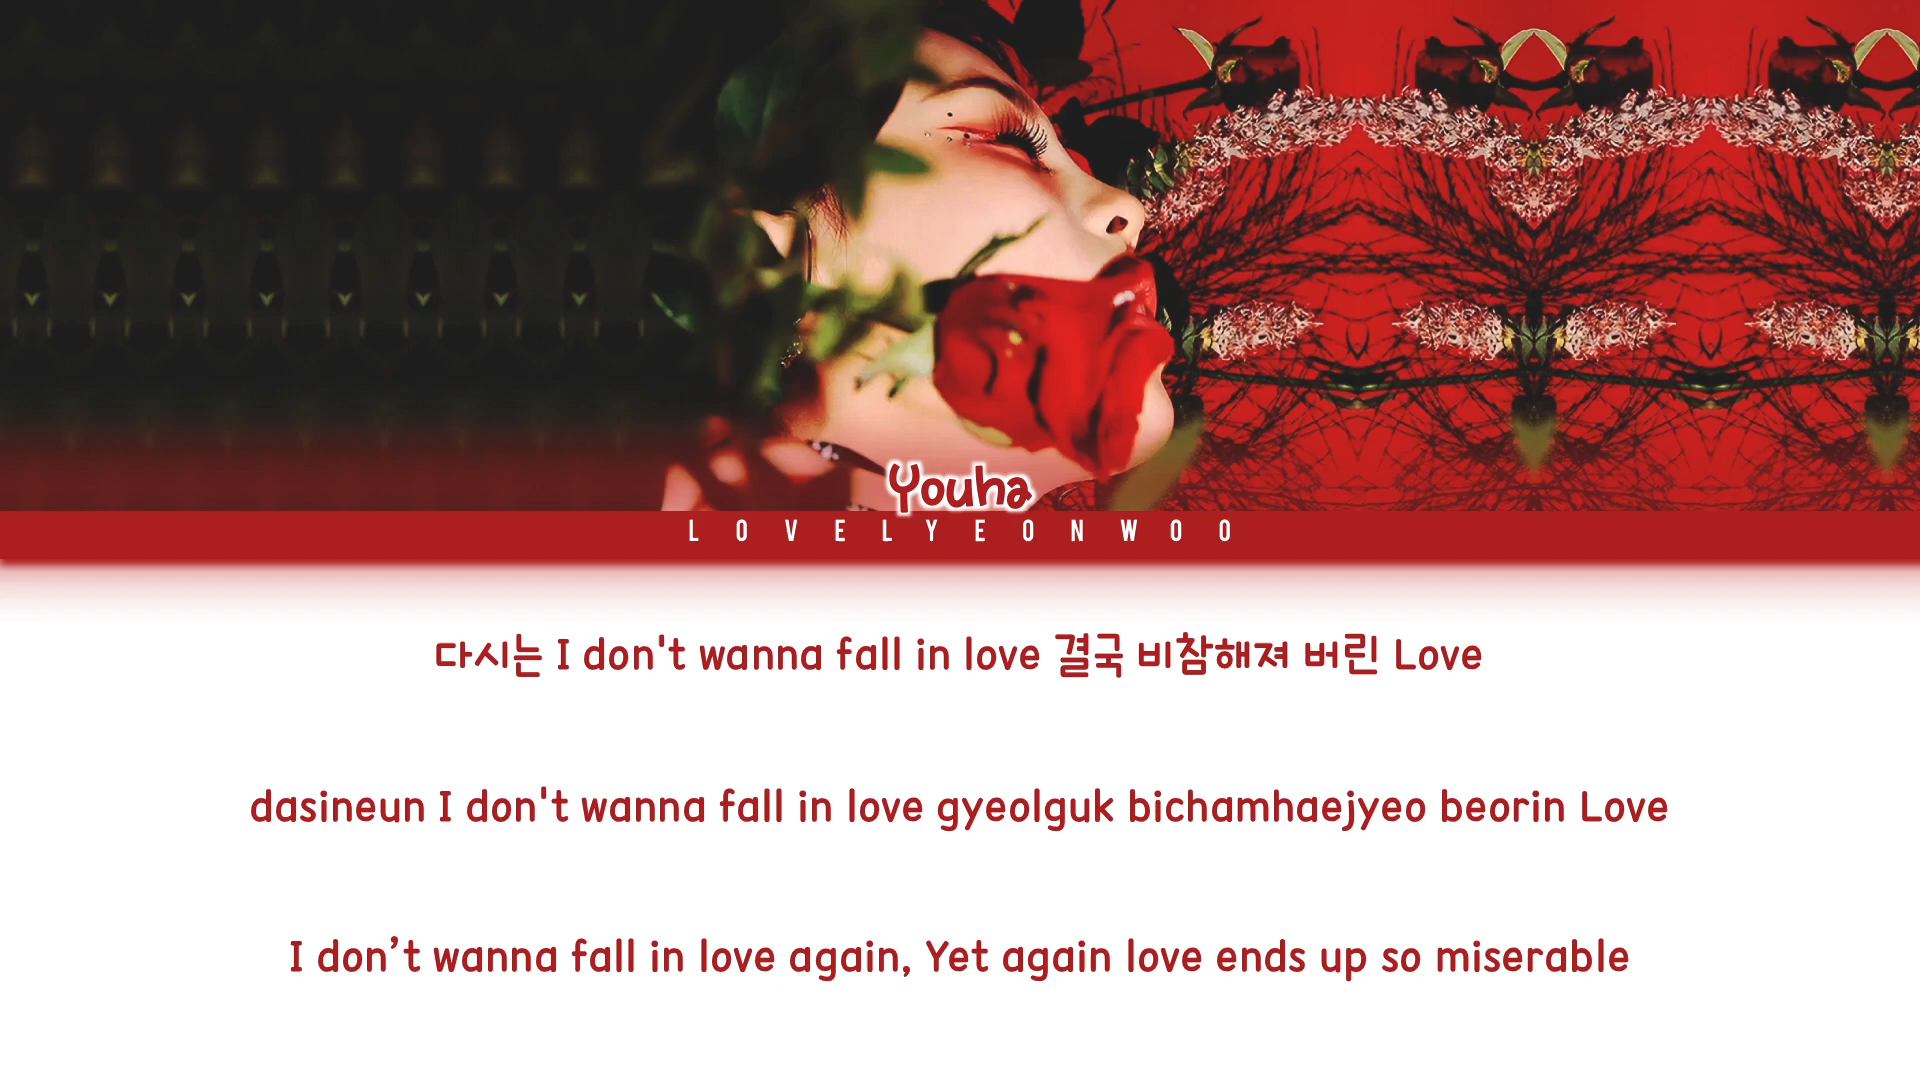 Youha
LOVELYEONWOO
다시는 I don't wanna fall in love 결국 비참해져 버린 Love
dasineun I don't wanna fall in love gyeolguk bichamhaejyeo beorin Love
I don’t wanna fall in love again, Yet again love ends up so miserable